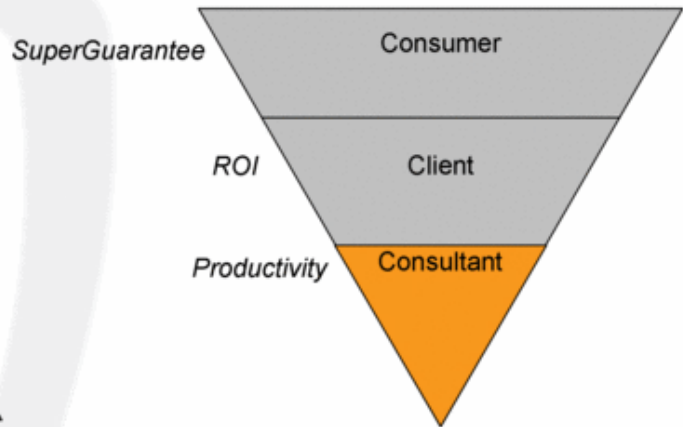 SuperGuarantee
Consumer
ROI
Client
Productivity
Consultant